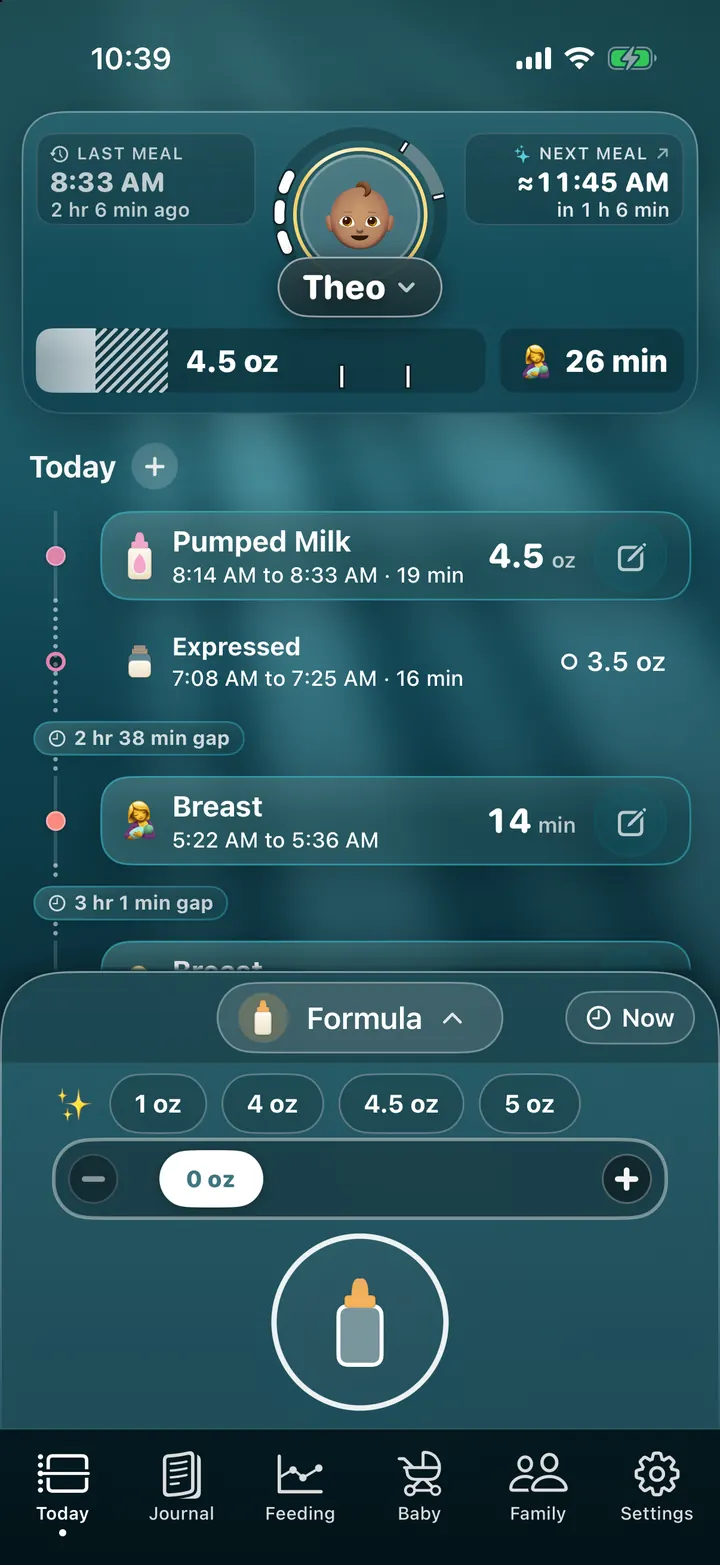 10:39
LAST MEAL
8:33 AM
2 hr 6 min ago
NEXT MEAL
≈11:45 AM
in 1 h 6 min
Theo
4.5 oz
26 min
Today
Pumped Milk
8:14 AM to 8:33 AM · 19 min
4.5 oz
Expressed
7:08 AM to 7:25 AM · 16 min
3.5 oz
2 hr 38 min gap
Breast
5:22 AM to 5:36 AM
14 min
3 hr 1 min gap
Breast
Formula
Now
1 oz
4 oz
4.5 oz
5 oz
0 oz
Today
Journal
Feeding
Baby
Family
Settings